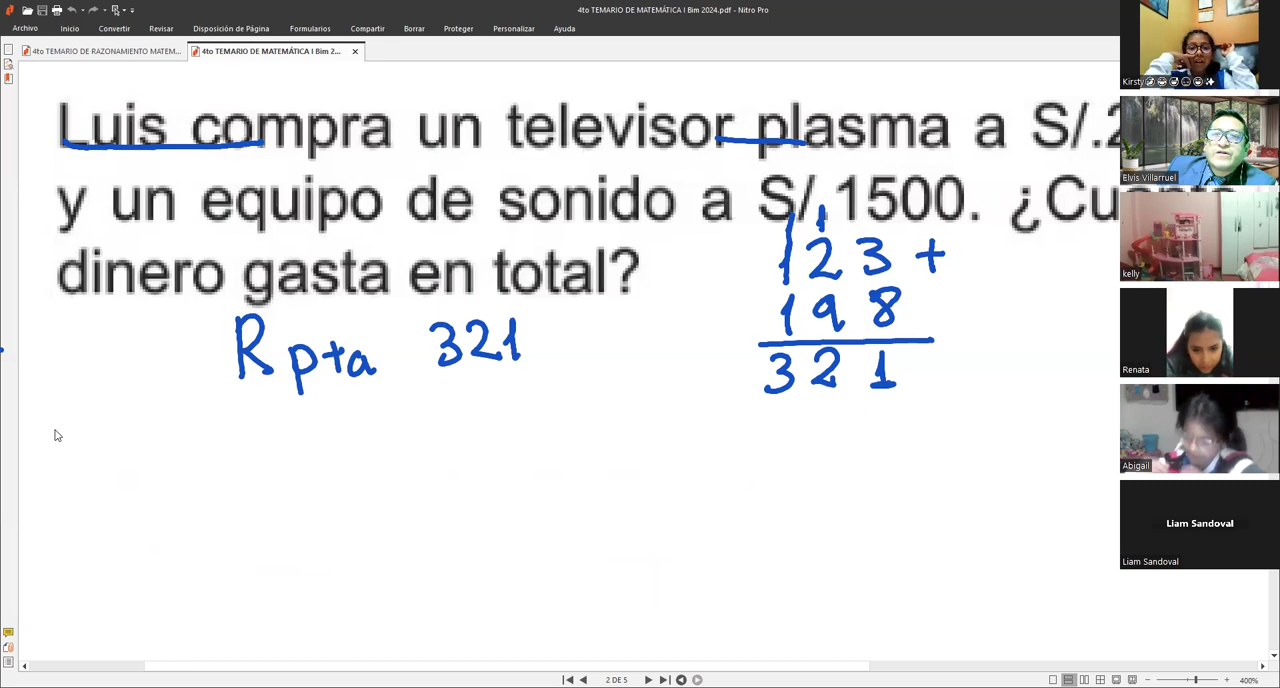 4to TEMARIO DE MATEMÁTICA I Bim 2024.pdf - Nitro Pro
Archivo Inicio Convertir Revisar Disposición de Página Formularios Compartir Borrar Proteger Personalizar Ayuda
4to TEMARIO DE RAZONAMIENTO MATEM... 4to TEMARIO DE MATEMÁTICA I Bim 2...
Luis compra un televisor plasma a S/.2
y un equipo de sonido a S/.1500. ¿Cu
dinero gasta en total?
1
123+
198
321
Rpta 321
Kirsty
Elvis Villarruel
kelly
Renata
Abigail
Liam Sandoval
Liam Sandoval
2 DE 5
400%